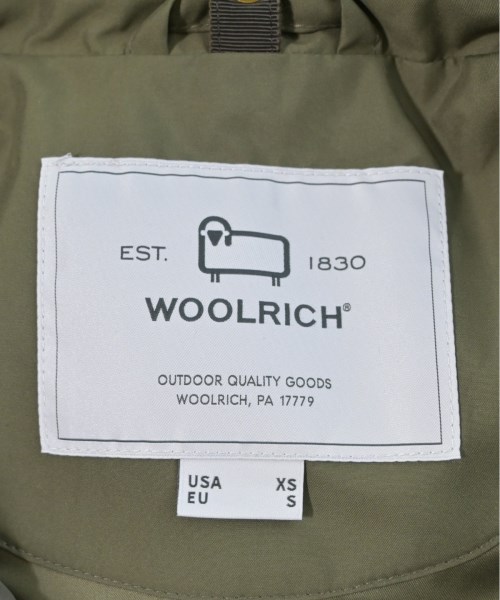 EST. 1830
WOOLRICH®
OUTDOOR QUALITY GOODS
WOOLRICH, PA 17779
USA XS
EU S